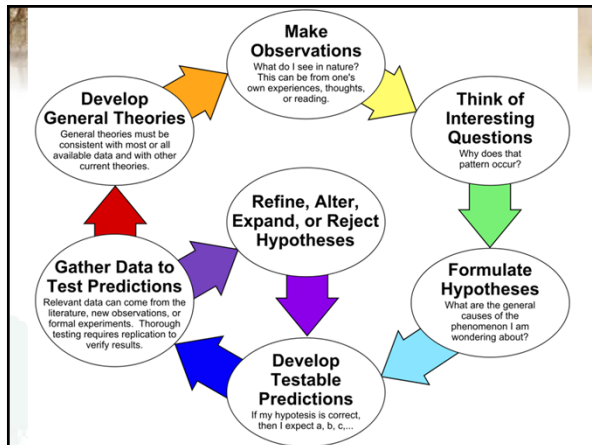 Make
Observations
What do I see in nature?
This can be from one's
own experiences, thoughts,
or reading.
Think of
Interesting
Questions
Why does that
pattern occur?
Formulate
Hypotheses
What are the general
causes of the
phenomenon I am
wondering about?
Develop
Testable
Predictions
If my hypotesis is correct,
then I expect a, b, c,...
Gather Data to
Test Predictions
Relevant data can come from the
literature, new observations, or
formal experiments. Thorough
testing requires replication to
verify results.
Refine, Alter,
Expand, or Reject
Hypotheses
Develop
General Theories
General theories must be
consistent with most or all
available data and with other
current theories.